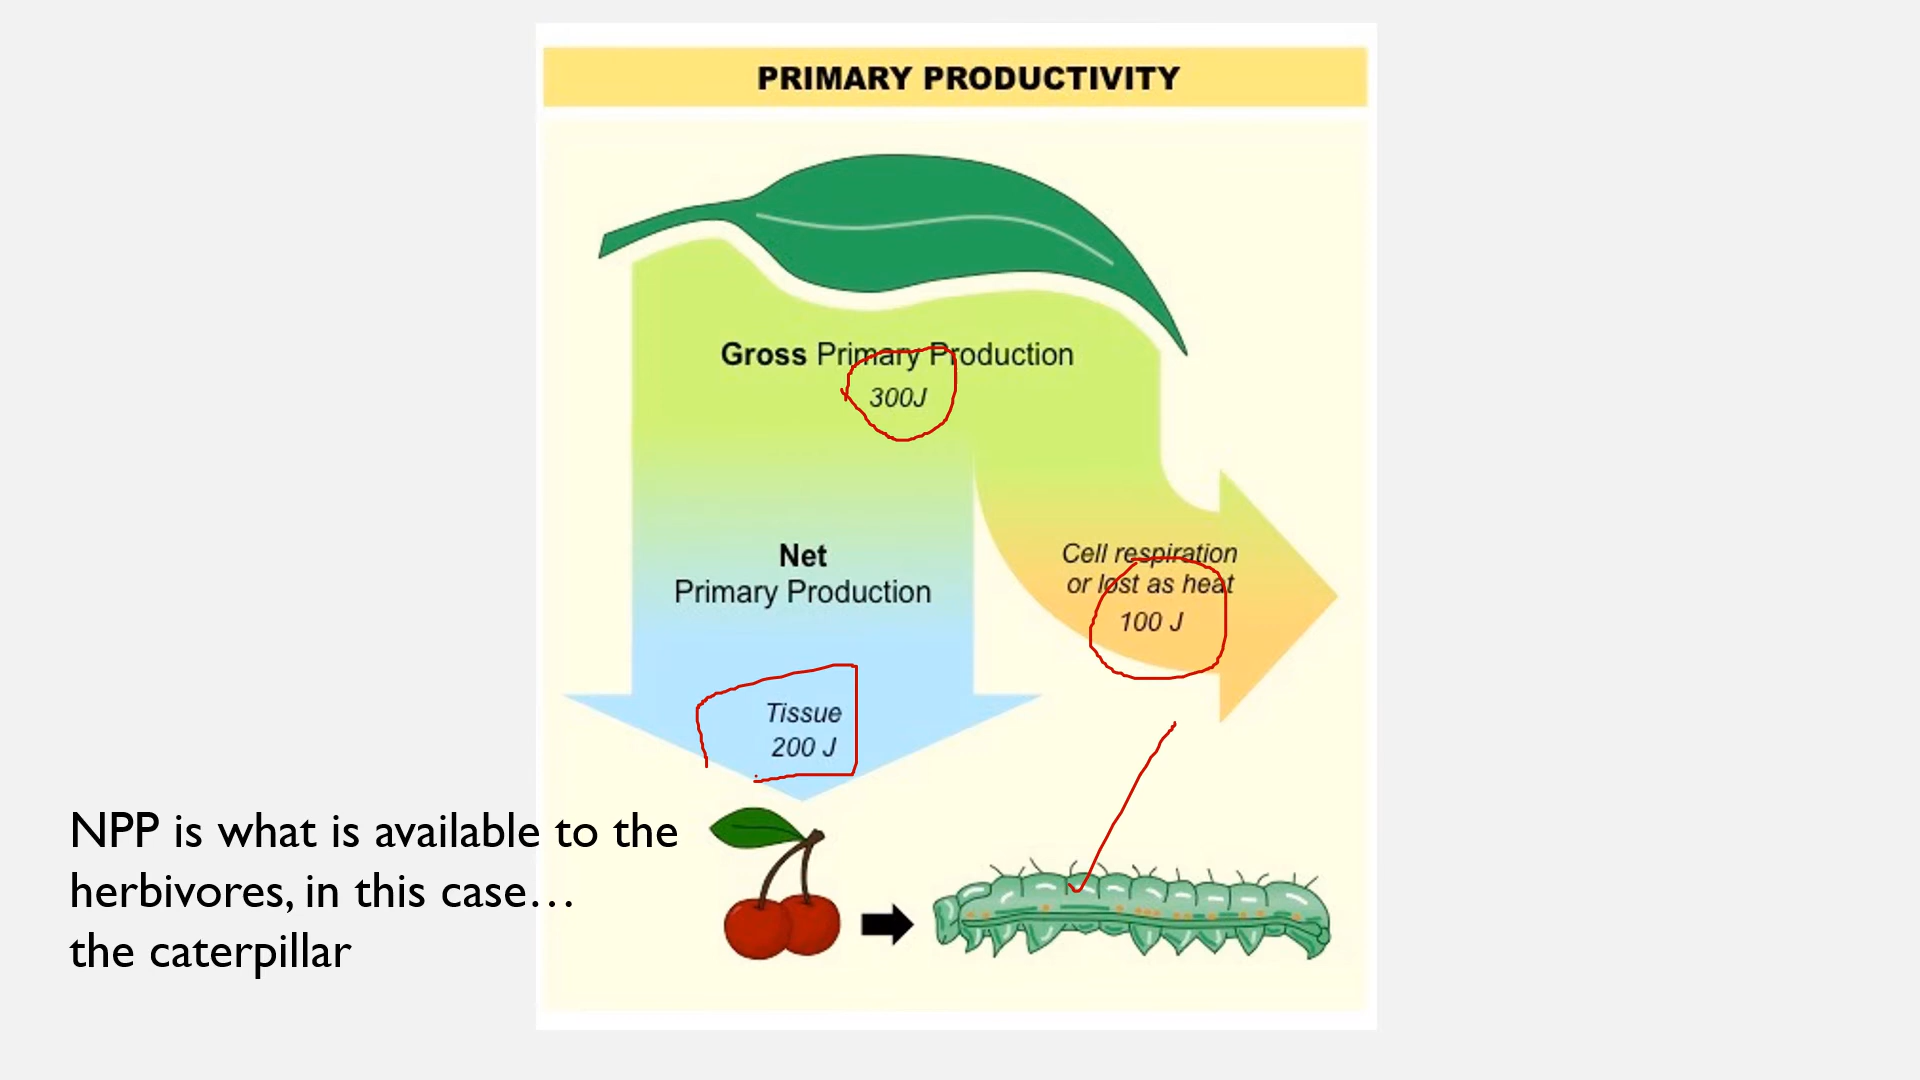 PRIMARY PRODUCTIVITY
Gross Primary Production
300J
Net
Primary Production
Cell respiration
or lost as heat
100 J
Tissue
200 J
NPP is what is available to the
herbivores, in this case…
the caterpillar